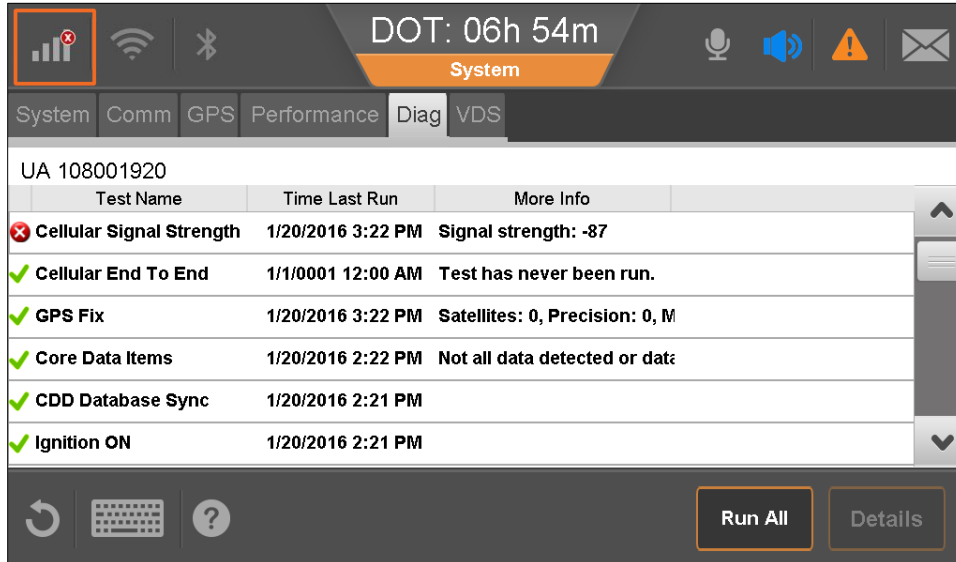 DOT: 06h 54m
System
System Comm GPS Performance Diag VDS
UA 108001920
Test Name Time Last Run More Info
Cellular Signal Strength 1/20/2016 3:22 PM Signal strength: -87
Cellular End To End 1/1/0001 12:00 AM Test has never been run.
GPS Fix 1/20/2016 3:22 PM Satellites: 0, Precision: 0, M
Core Data Items 1/20/2016 2:22 PM Not all data detected or data
CDD Database Sync 1/20/2016 2:21 PM
Ignition ON 1/20/2016 2:21 PM
Run All Details